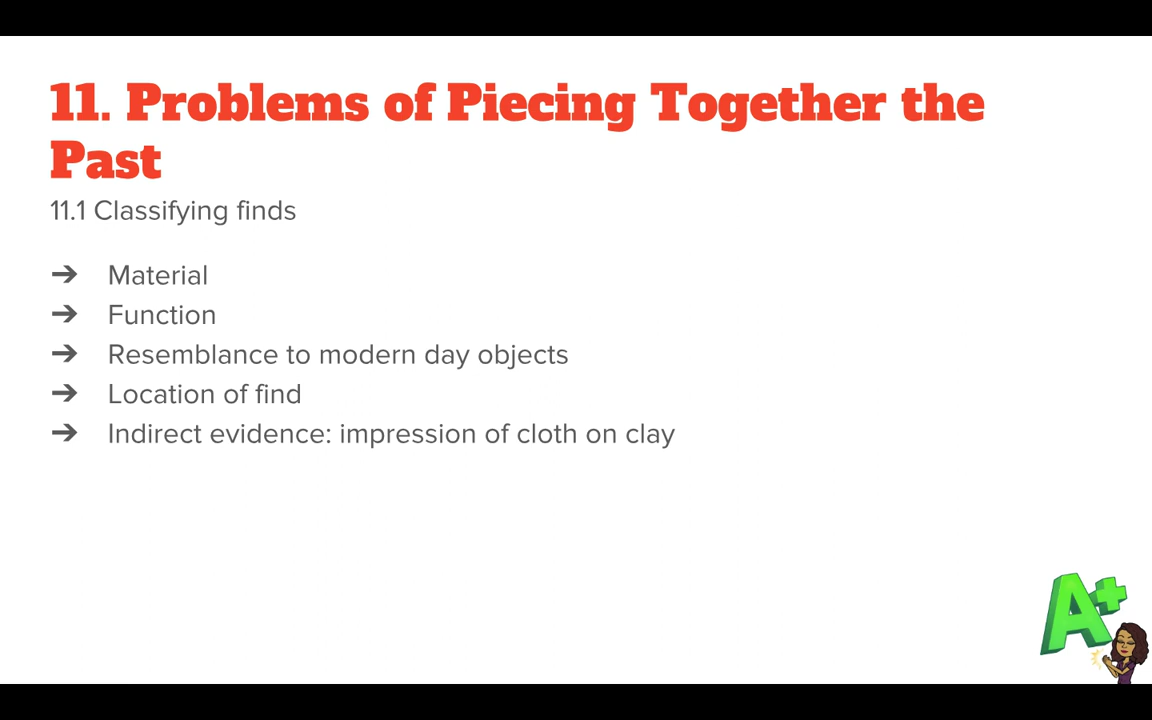 11. Problems of Piecing Together the
Past
11.1 Classifying finds
➔ Material
➔ Function
➔ Resemblance to modern day objects
➔ Location of find
➔ Indirect evidence: impression of cloth on clay
A+